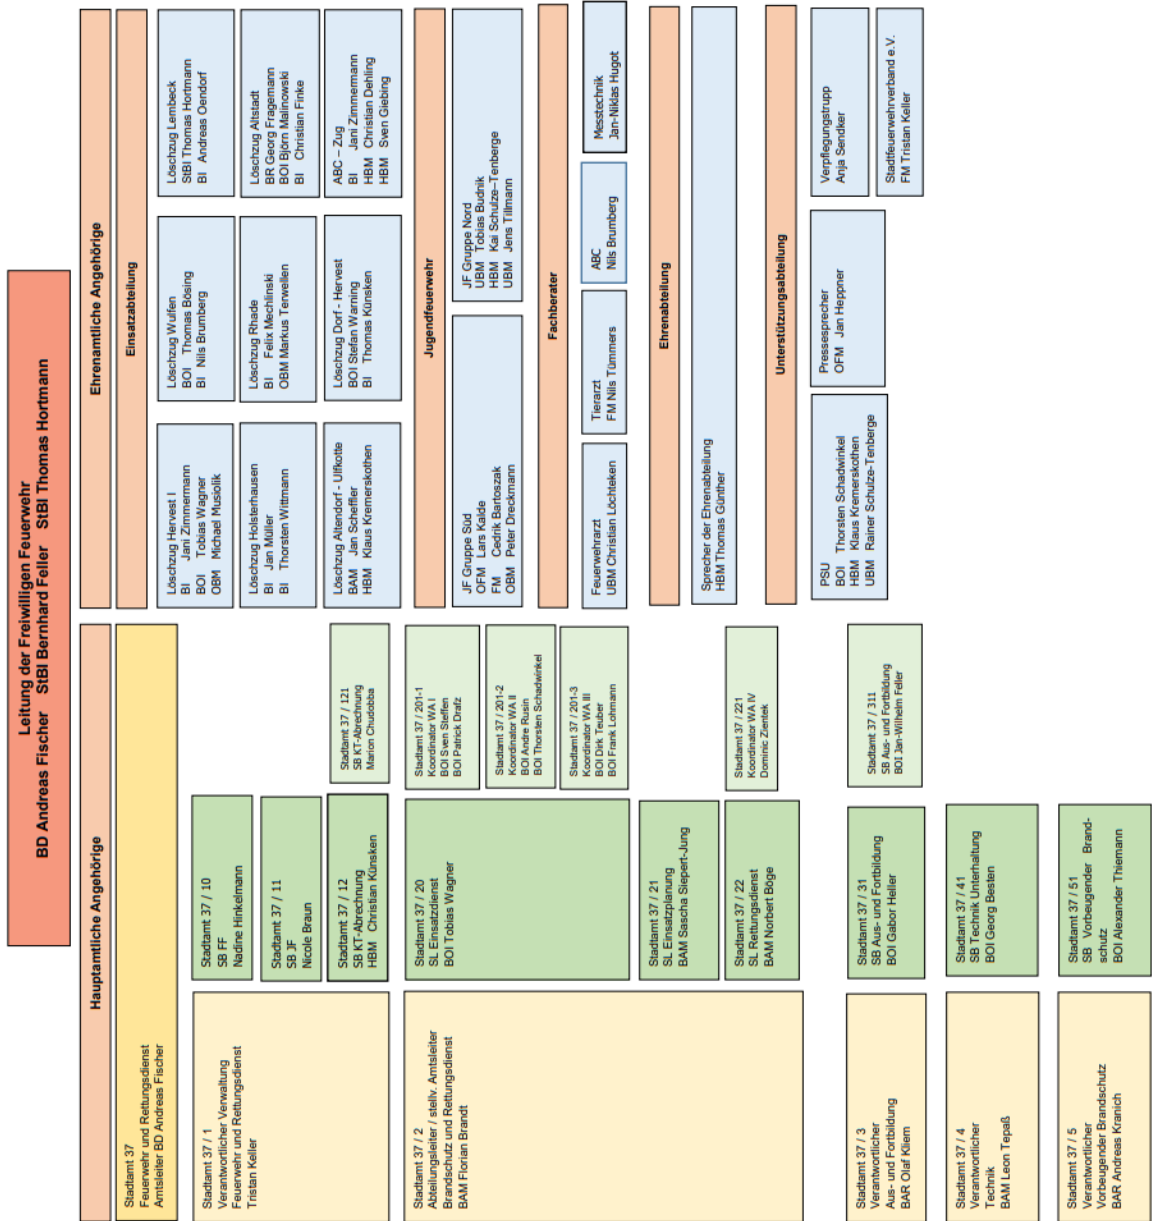 Leitung der Freiwilligen Feuerwehr
BD Andreas Fischer StBI Bernhard Feller StBI Thomas Hortmann
Hauptamtliche Angehörige
Stadtamt 37
Feuerwehr und Rettungsdienst
Amtsleiter BD Andreas Fischer
Stadtamt 37 / 1
Verantwortlicher Verwaltung
Feuerwehr und Rettungsdienst
Tristan Keller
Stadtamt 37 / 10
SB FF
Nadine Hinkelmann
Stadtamt 37 / 11
SB JF
Nicole Braun
Stadtamt 37 / 12
SB KT-Abrechnung
HBM Christian Künsken
Stadtamt 37 / 121
SB KT-Abrechnung
Marion Chudobba
Stadtamt 37 / 2
Abteilungsleiter / stellv. Amtsleiter
Brandschutz und Rettungsdienst
BAM Florian Brandt
Stadtamt 37 / 20
SL Einsatzdienst
BOI Tobias Wagner
Stadtamt 37 / 201-1
Koordinator WA I
BOI Sven Steffen
BOI Patrick Drafz
Stadtamt 37 / 201-2
Koordinator WA II
BOI Andre Rusin
BOI Thorsten Schadwinkel
Stadtamt 37 / 201-3
Koordinator WA III
BOI Dirk Teuber
BOI Frank Lohmann
Stadtamt 37 / 21
SL Einsatzplanung
BAM Sascha Siepert-Jung
Stadtamt 37 / 22
SL Rettungsdienst
BAM Norbert Böge
Stadtamt 37 / 221
Koordinator WA IV
Dominic Zientek
Stadtamt 37 / 3
Verantwortlicher
Aus- und Fortbildung
BAR Olaf Kliem
Stadtamt 37 / 31
SB Aus- und Fortbildung
BOI Gabor Heller
Stadtamt 37 / 311
SB Aus- und Fortbildung
BOI Jan-Wilhelm Feller
Stadtamt 37 / 4
Verantwortlicher
Technik
BAM Leon Tepaß
Stadtamt 37 / 41
SB Technik Unterhaltung
BOI Georg Besten
Stadtamt 37 / 5
Verantwortlicher
Vorbeugender Brandschutz
BAR Andreas Kranich
Stadtamt 37 / 51
SB Vorbeugender Brand-
schutz
BOI Alexander Thiemann
Ehrenamtliche Angehörige
Einsatzabteilung
Löschzug Hervest I
BI Jani Zimmermann
BOI Tobias Wagner
OBM Michael Musiolik
Löschzug Wulfen
BOI Thomas Bösing
BI Nils Brumberg
Löschzug Lembeck
StBI Thomas Hortmann
BI Andreas Oendorf
Löschzug Holsterhausen
BI Jan Müller
BI Thorsten Wittmann
Löschzug Rhade
BI Felix Mechlinski
OBM Markus Terwellen
Löschzug Altstadt
BR Georg Fragemann
BOI Björn Malinowski
BI Christian Finke
Löschzug Altendorf - Ulfkotte
BAM Jan Scheffler
HBM Klaus Kremerskothen
Löschzug Dorf - Hervest
BOI Stefan Warning
BI Thomas Künsken
ABC – Zug
BI Jani Zimmermann
HBM Christian Dehling
HBM Sven Giebing
Jugendfeuerwehr
JF Gruppe Süd
OFM Lars Kalde
FM Cedrik Bartoszak
OBM Peter Dreckmann
JF Gruppe Nord
UBM Tobias Budnik
HBM Kai Schulze–Tenberge
UBM Jens Tillmann
Fachberater
Feuerwehrarzt
UBM Christian Löchteken
Tierarzt
FM Nils Tümmers
ABC
Nils Brumberg
Messtechnik
Jan-Niklas Hugot
Ehrenabteilung
Sprecher der Ehrenabteilung
HBM Thomas Günther
Unterstützungsabteilung
PSU
BOI Thorsten Schadwinkel
HBM Klaus Kremerskothen
UBM Rainer Schulze-Tenberge
Pressesprecher
OFM Jan Heppner
Verpflegungstrupp
Anja Sendker
Stadtfeuerwehrverband e.V.
FM Tristan Keller